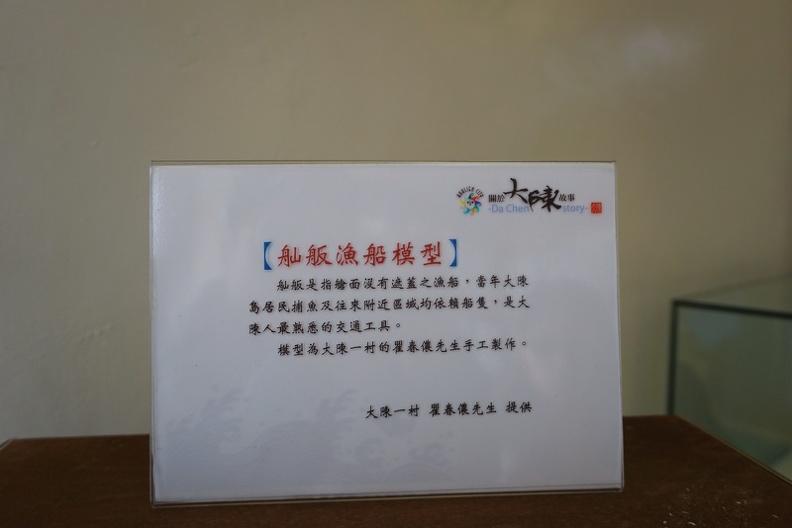 HUALIEN CITY
關於大陳故事
-Da Chen story-
【舢舨漁船模型】
舢舨是指艙面沒有遮蓋之漁船，當年大陳
島居民捕魚及往來附近區域均依賴船隻，是大
陳人最熟悉的交通工具。
模型為大陳一村的瞿春儂先生手工製作。
大陳一村 瞿春儂先生 提供